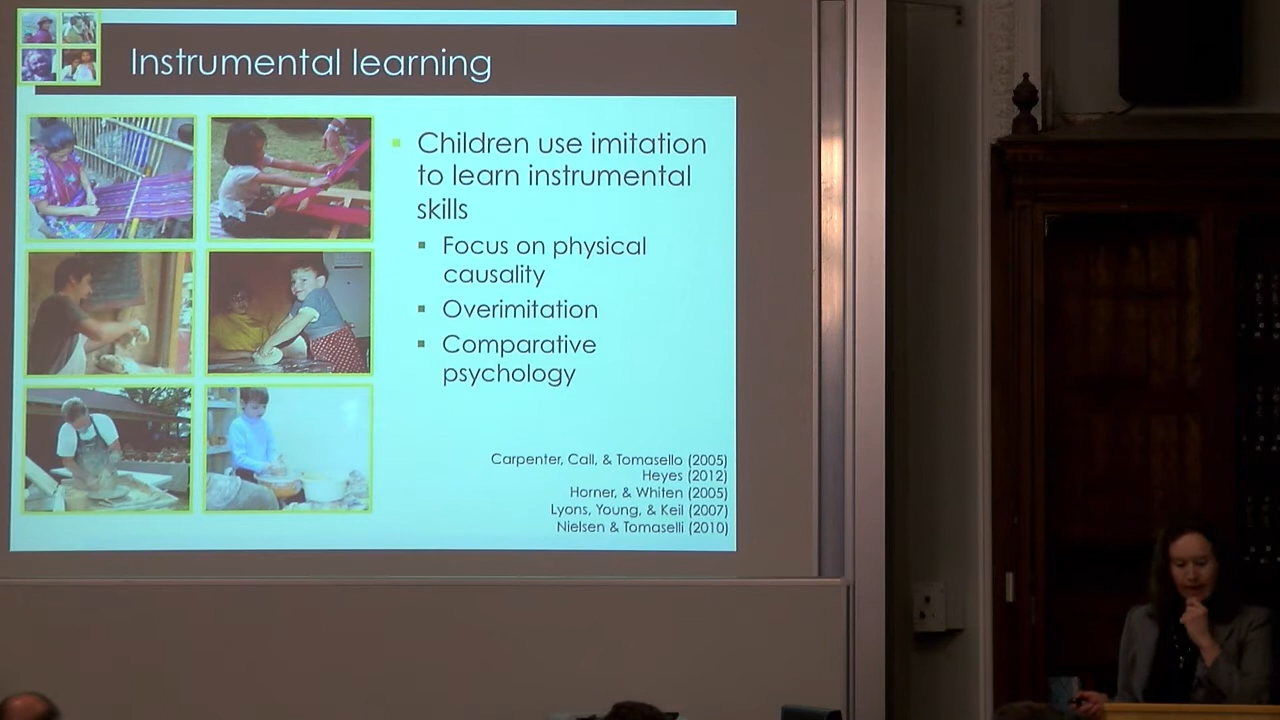 Instrumental learning
Children use imitation
to learn instrumental
skills
Focus on physical
causality
Overimitation
Comparative
psychology
Carpenter, Call, & Tomasello (2005)
Heyes (2012)
Horner, & Whiten (2005)
Lyons, Young, & Keil (2007)
Nielsen & Tomaselli (2010)